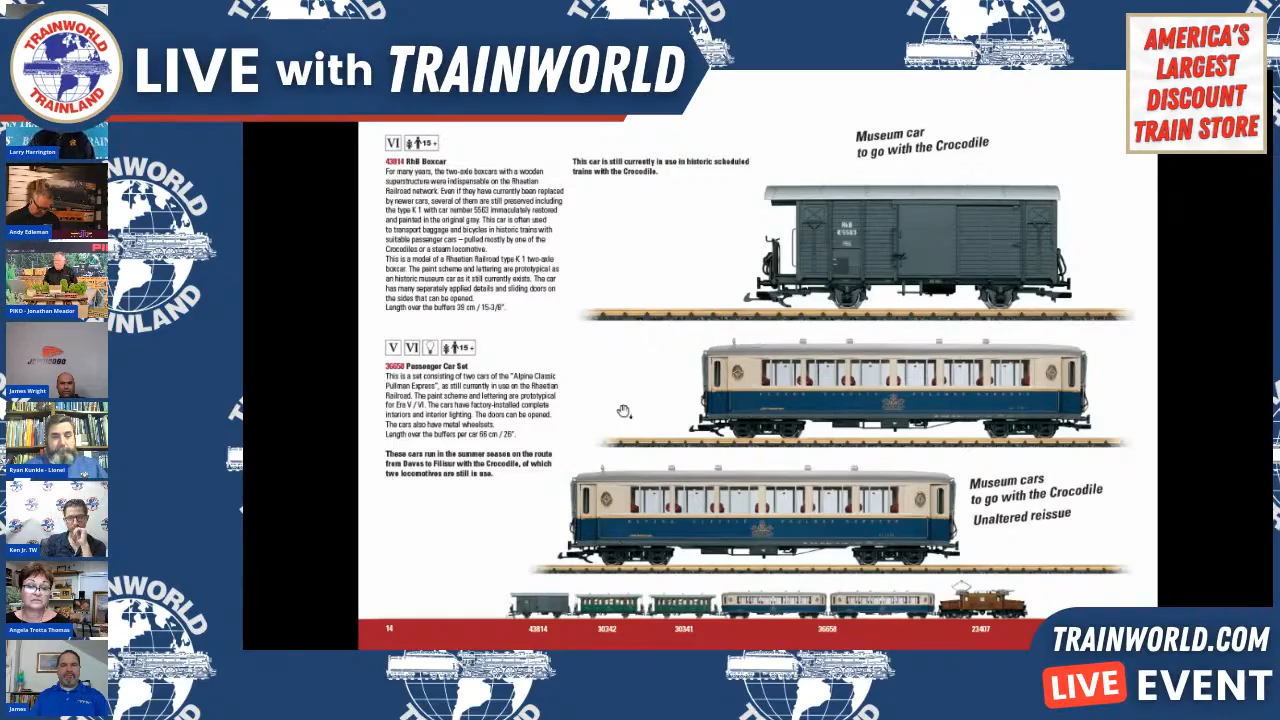 TRAINWORLD
TRAINLAND
LIVE with TRAINWORLD
AMERICA'S
LARGEST
DISCOUNT
TRAIN STORE
Larry Harrington
Andy Edleman
PIKO - Jonathan Meador
James Wright
Ryan Kunkle - Lionel
Ken Jr. TW
Angela Trotta Thomas
James
VI 15 +
43814 RhB Boxcar
For many years, the two-axle boxcars with a wooden
superstructure were indispensable on the Rhaetian
Railroad network. Even if they have currently been replaced
by newer cars, several of them are still preserved including
the type K 1 with car number 5563 immaculately restored
and painted in the original gray. This car is often used
to transport baggage and bicycles in historic trains with
suitable passenger cars – pulled mostly by one of the
Crocodiles or a steam locomotive.
This is a model of a Rhaetian Railroad type K 1 two-axle
boxcar. The paint scheme and lettering are prototypical as
an historic museum car as it still currently exists. The car
has many separately applied details and sliding doors on
the sides that can be opened.
Length over the buffers 39 cm / 15-3/8".
This car is still currently in use in historic scheduled
trains with the Crocodile.
Museum car
to go with the Crocodile
RhB
K 5563
V VI 15 +
36658 Passenger Car Set
This is a set consisting of two cars of the "Alpine Classic
Pullman Express", as still currently in use on the Rhaetian
Railroad. The paint scheme and lettering are prototypical
for Era V / VI. The cars have factory-installed complete
interiors and interior lighting. The doors can be opened.
The cars also have metal wheelsets.
Length over the buffers per car 66 cm / 26".
These cars run in the summer season on the route
from Davos to Filisur with the Crocodile, of which
two locomotives are still in use.
ALPINE CLASSIC PULLMAN EXPRESS
ALPINE CLASSIC PULLMAN EXPRESS
Museum cars
to go with the Crocodile
Unaltered reissue
14
43814
30342
30341
36658
23407
TRAINWORLD.COM
LIVE EVENT